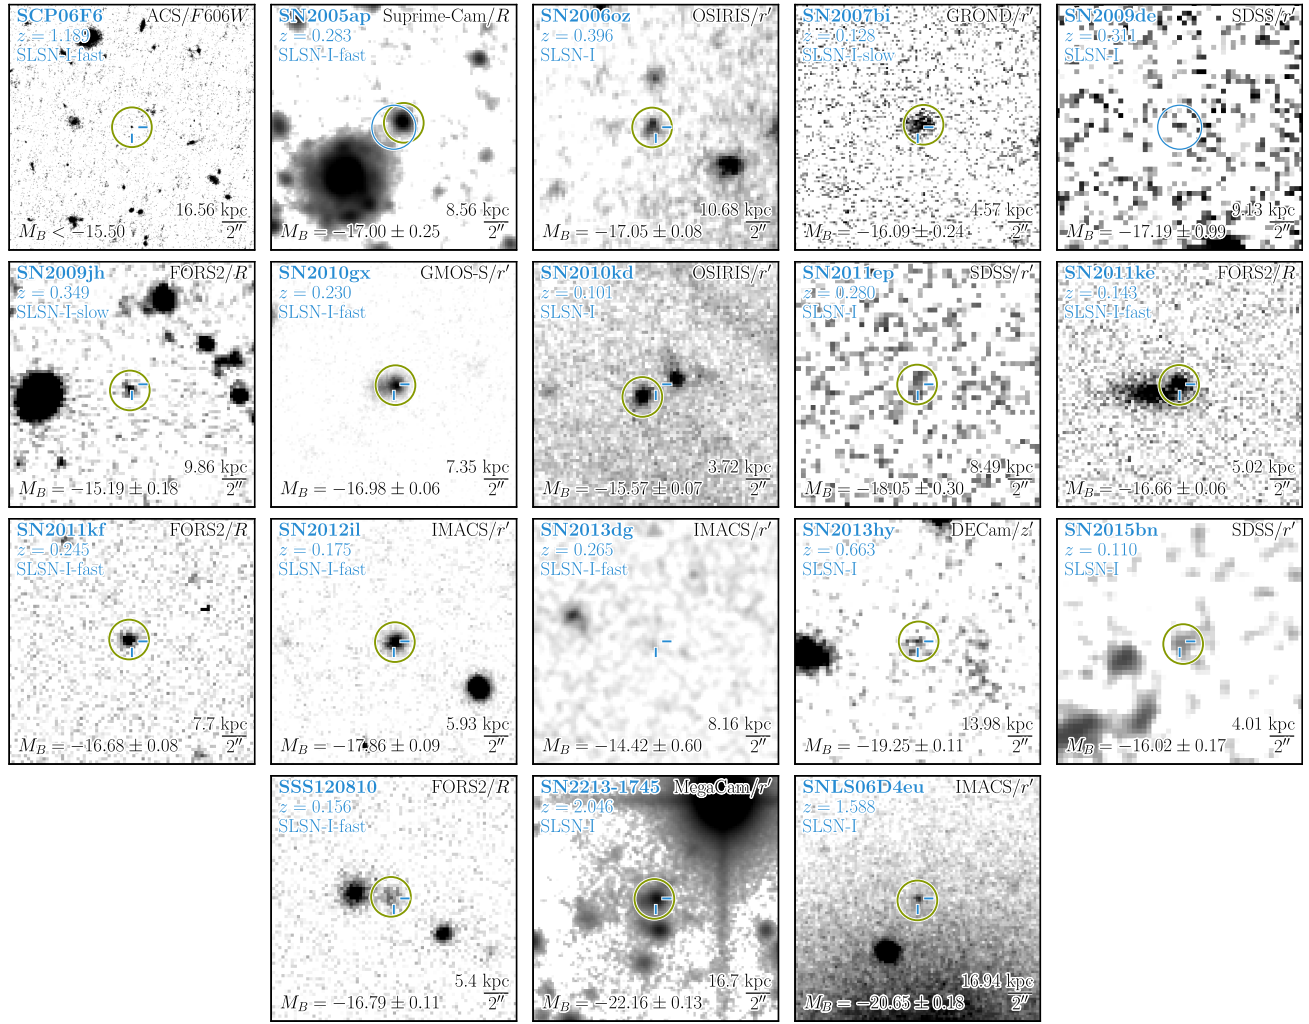 SCP06F6 ACS/F606W
z = 1.189
SLSN-I-fast
16.56 kpc
M_B < −15.50 2″
SN2005ap Suprime-Cam/R
z = 0.283
SLSN-I-fast
8.56 kpc
M_B = −17.00 ± 0.25 2″
SN2006oz OSIRIS/r′
z = 0.396
SLSN-I
10.68 kpc
M_B = −17.05 ± 0.08 2″
SN2007bi GROND/r′
z = 0.128
SLSN-I-slow
4.57 kpc
M_B = −16.09 ± 0.24 2″
SN2009de SDSS/r′
z = 0.311
SLSN-I
9.13 kpc
M_B = −17.19 ± 0.99 2″
SN2009jh FORS2/R
z = 0.349
SLSN-I-slow
9.86 kpc
M_B = −15.19 ± 0.18 2″
SN2010gx GMOS-S/r′
z = 0.230
SLSN-I-fast
7.35 kpc
M_B = −16.98 ± 0.06 2″
SN2010kd OSIRIS/r′
z = 0.101
SLSN-I
3.72 kpc
M_B = −15.57 ± 0.07 2″
SN2011ep SDSS/r′
z = 0.280
SLSN-I
8.49 kpc
M_B = −18.05 ± 0.30 2″
SN2011ke FORS2/R
z = 0.143
SLSN-I-fast
5.02 kpc
M_B = −16.66 ± 0.06 2″
SN2011kf FORS2/R
z = 0.245
SLSN-I-fast
7.7 kpc
M_B = −16.68 ± 0.08 2″
SN2012il IMACS/r′
z = 0.175
SLSN-I-fast
5.93 kpc
M_B = −17.86 ± 0.09 2″
SN2013dg IMACS/r′
z = 0.265
SLSN-I-fast
8.16 kpc
M_B = −14.42 ± 0.60 2″
SN2013hy DECam/z′
z = 0.663
SLSN-I
13.98 kpc
M_B = −19.25 ± 0.11 2″
SN2015bn SDSS/r′
z = 0.110
SLSN-I
4.01 kpc
M_B = −16.02 ± 0.17 2″
SSS120810 FORS2/R
z = 0.156
SLSN-I-fast
5.4 kpc
M_B = −16.79 ± 0.11 2″
SN2213-1745 MegaCam/r′
z = 2.046
SLSN-I
16.7 kpc
M_B = −22.16 ± 0.13 2″
SNLS06D4eu IMACS/r′
z = 1.588
SLSN-I
16.94 kpc
M_B = −20.65 ± 0.18 2″